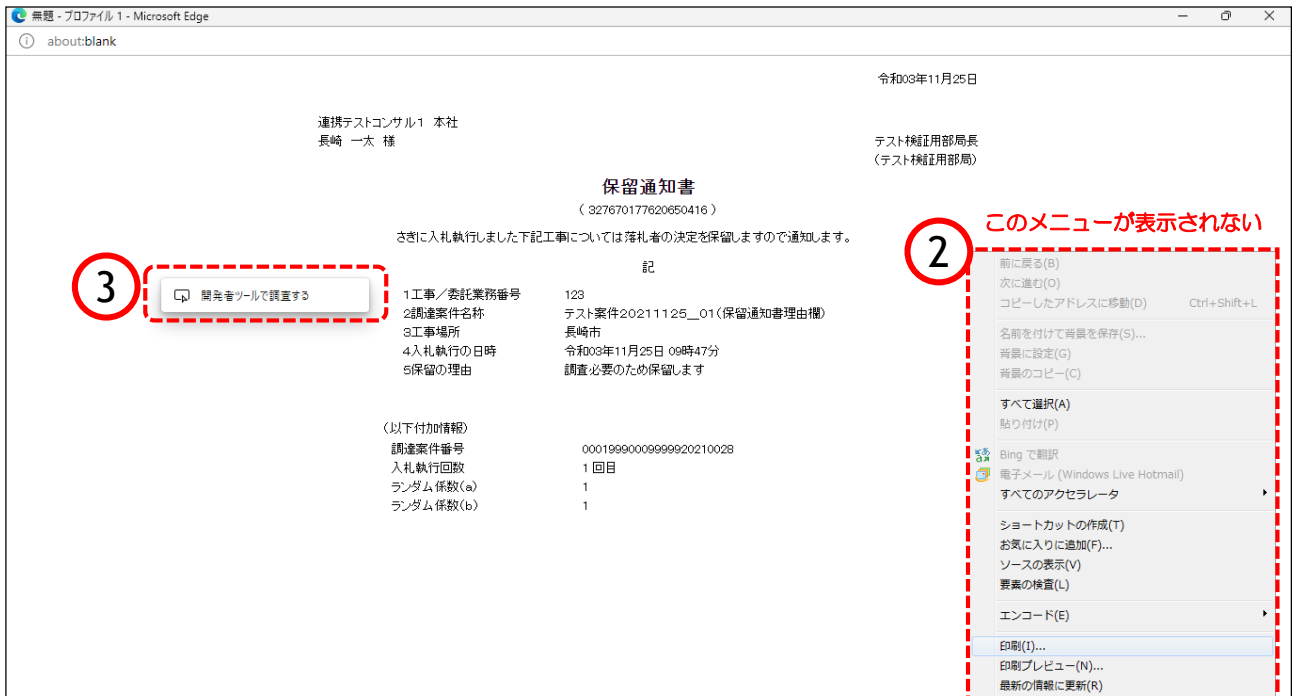 無題 - プロファイル 1 - Microsoft Edge
about:blank
令和03年11月25日
連携テストコンサル1 本社
長崎 一太 様
テスト検証用部局長
（テスト検証用部局）
保留通知書
( 327670177620650416 )
さきに入札執行しました下記工事については落札者の決定を保留しますので通知します。
記
1工事／委託業務番号 123
2調達案件名称 テスト案件20211125__01(保留通知書理由欄)
3工事場所 長崎市
4入札執行の日時 令和03年11月25日 09時47分
5保留の理由 調査必要のため保留します
（以下付加情報）
調達案件番号 00019990009999920210028
入札執行回数 1 回目
ランダム係数(a) 1
ランダム係数(b) 1
3
開発者ツールで調査する
2
このメニューが表示されない
前に戻る(B)
次に進む(O)
コピーしたアドレスに移動(D) Ctrl+Shift+L
名前を付けて背景を保存(S)...
背景に設定(G)
背景のコピー(C)
すべて選択(A)
貼り付け(P)
Bing で翻訳
電子メール (Windows Live Hotmail)
すべてのアクセラレータ
ショートカットの作成(T)
お気に入りに追加(F)...
ソースの表示(V)
要素の検査(L)
エンコード(E)
印刷(I)...
印刷プレビュー(N)...
最新の情報に更新(R)